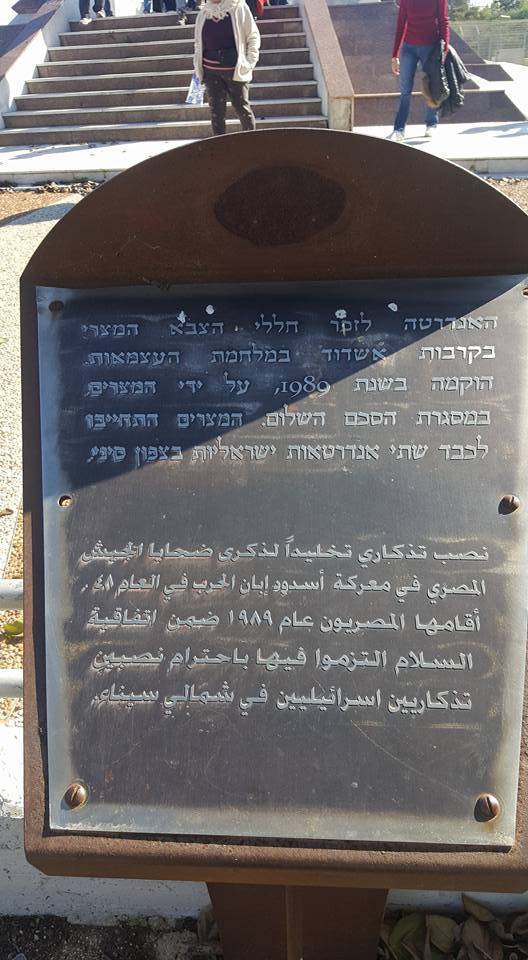 האנדרטה לזכר חללי הצבא המצרי
בקרבות אשדוד במלחמת העצמאות.
הוקמה בשנת 1989, על ידי המצרים,
במסגרת הסכם השלום. המצרים התחייבו
לכבד שתי אנדרטאות ישראליות בצפון סיני.
نصب تذكاري تخليداً لذكرى ضحايا الجيش
المصري في معركة أسدود إبان الحرب في العام ٤٨.
أقامها المصريون عام ١٩٨٩ ضمن اتفاقية
السلام التزموا فيها باحترام نصبين
تذكاريين اسرائيليين في شمالي سيناء.